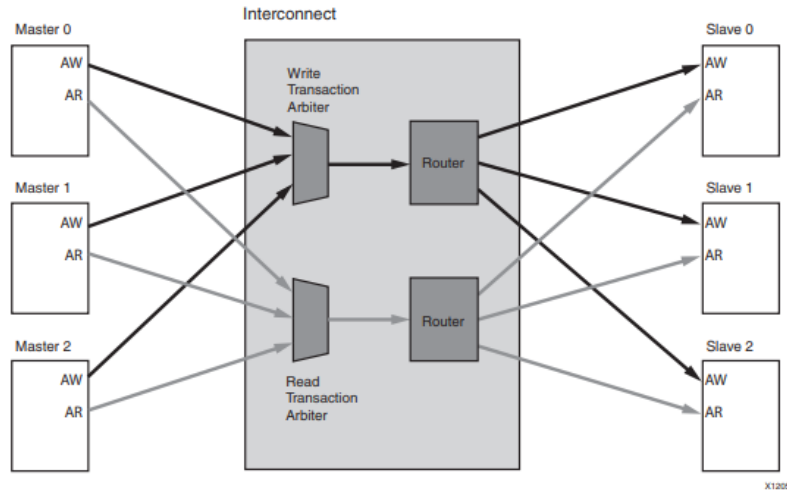 Interconnect
Master 0
AW
AR
Master 1
AW
AR
Master 2
AW
AR
Write
Transaction
Arbiter
Router
Router
Read
Transaction
Arbiter
Slave 0
AW
AR
Slave 1
AW
AR
Slave 2
AW
AR